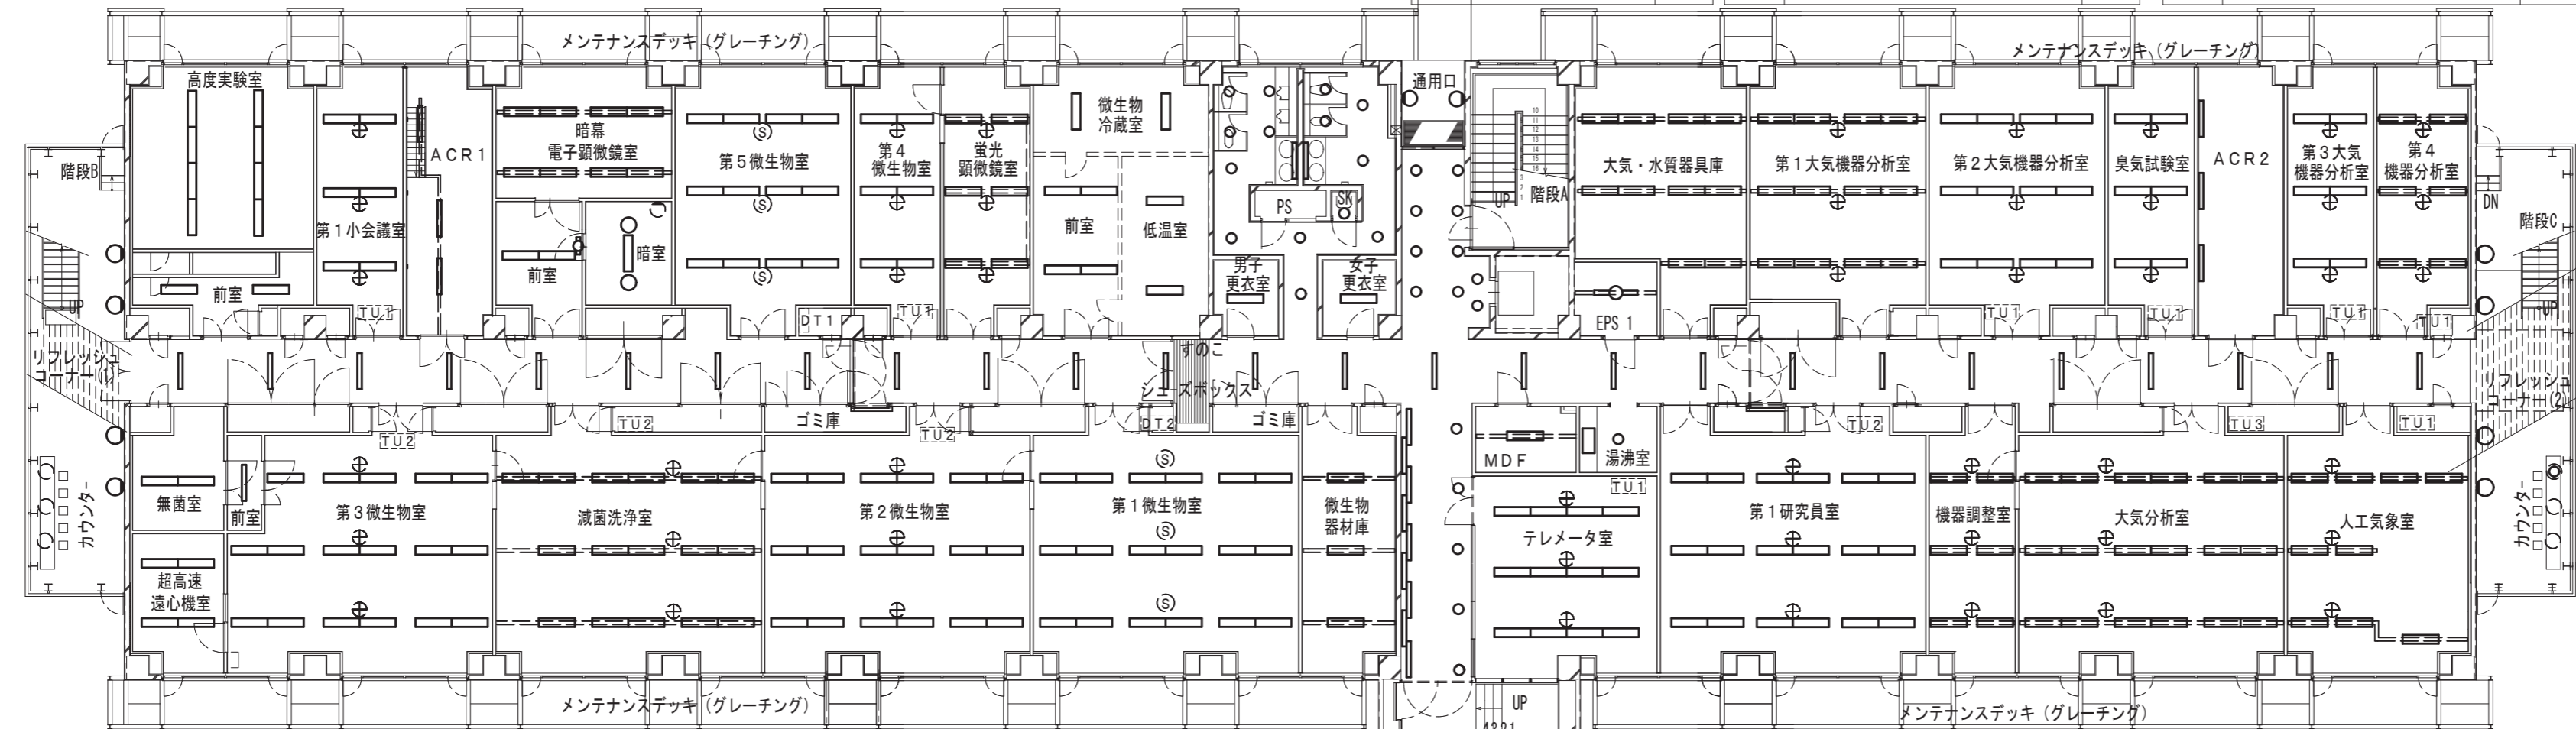 メンテナンスデッキ (グレーチング)
メンテナンスデッキ (グレーチング)
高度実験室
階段B
UP
前室
第1小会議室
TU1
ACR1
暗幕
電子顕微鏡室
前室
暗室
第5微生物室
S
S
S
DT1
第4
微生物室
TU1
蛍光
顕微鏡室
微生物
冷蔵室
前室
低温室
PS
SK
男子
更衣室
女子
更衣室
通用口
UP
階段A
大気・水質器具庫
EPS 1
第1大気機器分析室
第2大気機器分析室
TU1
臭気試験室
TU1
ACR2
第3大気
機器分析室
TU1
第4
機器分析室
TU1
DN
階段C
UP
リフレッシュ
コーナー
すのこ
シューズボックス
リフレッシュ
コーナー(2)
カウンター
無菌室
前室
超高速
遠心機室
TU2
第3微生物室
TU2
滅菌洗浄室
ゴミ庫
TU2
第2微生物室
DT2
S
第1微生物室
S
S
ゴミ庫
微生物
器材庫
MDF
湯沸室
TU1
テレメータ室
TU2
第1研究員室
機器調整室
TU3
大気分析室
TU1
人工気象室
カウンター
メンテナンスデッキ (グレーチング)
UP
4321
メンテナンスデッキ (グレーチング)